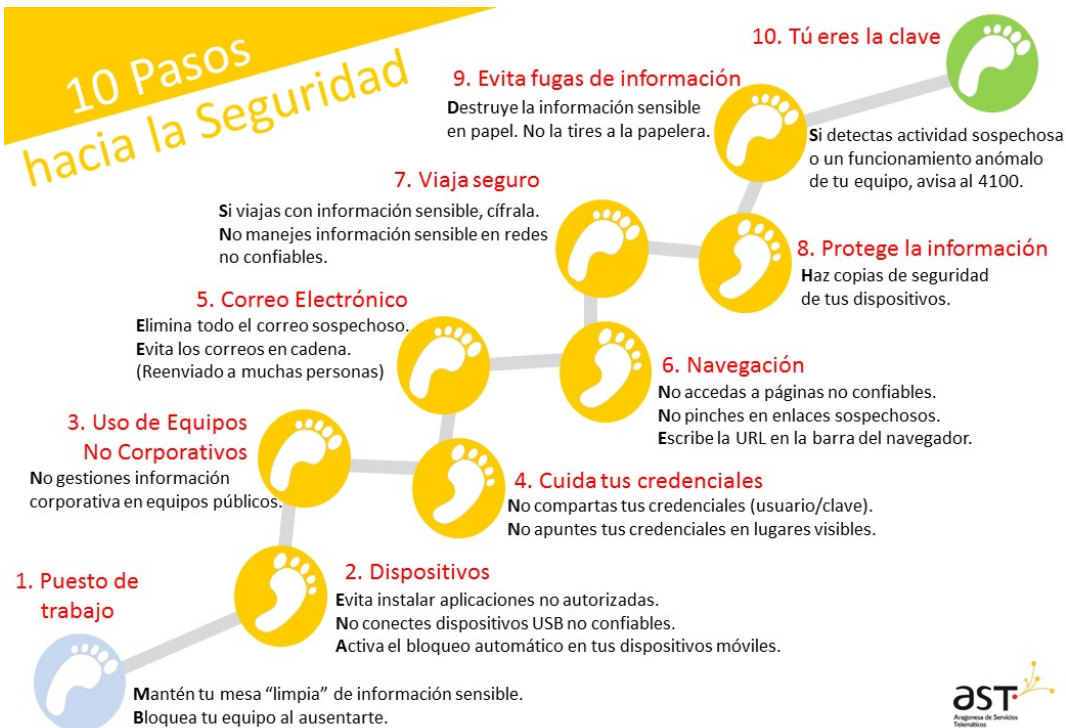 10 Pasos
hacia la Seguridad
1. Puesto de
trabajo
Mantén tu mesa “limpia” de información sensible.
Bloquea tu equipo al ausentarte.
2. Dispositivos
Evita instalar aplicaciones no autorizadas.
No conectes dispositivos USB no confiables.
Activa el bloqueo automático en tus dispositivos móviles.
3. Uso de Equipos
No Corporativos
No gestiones información
corporativa en equipos públicos.
4. Cuida tus credenciales
No compartas tus credenciales (usuario/clave).
No apuntes tus credenciales en lugares visibles.
5. Correo Electrónico
Elimina todo el correo sospechoso.
Evita los correos en cadena.
(Reenviado a muchas personas)
6. Navegación
No accedas a páginas no confiables.
No pinches en enlaces sospechosos.
Escribe la URL en la barra del navegador.
7. Viaja seguro
Si viajas con información sensible, cífrala.
No manejes información sensible en redes
no confiables.
8. Protege la información
Haz copias de seguridad
de tus dispositivos.
9. Evita fugas de información
Destruye la información sensible
en papel. No la tires a la papelera.
10. Tú eres la clave
Si detectas actividad sospechosa
o un funcionamiento anómalo
de tu equipo, avisa al 4100.
aST
Aragonesa de Servicios
Telemáticos